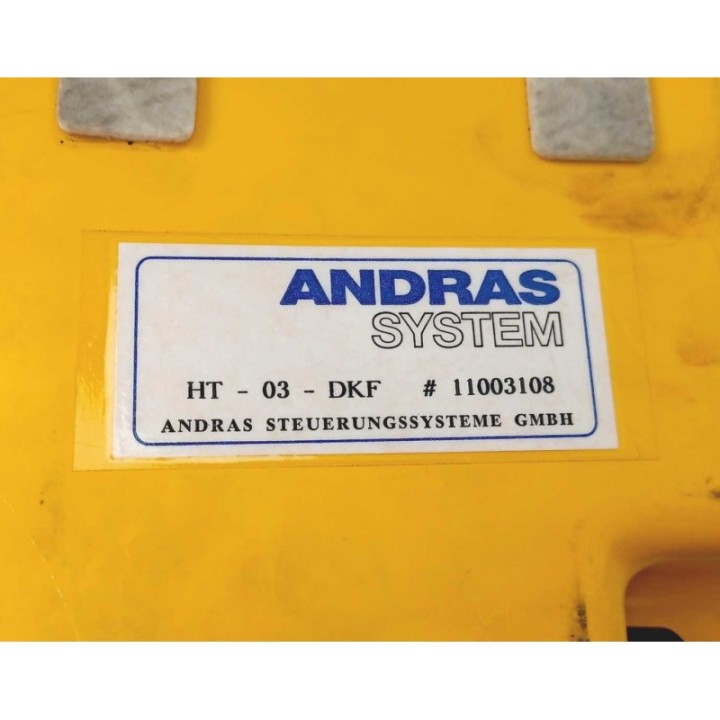 ANDRAS
SYSTEM
HT - 03 - DKF # 11003108
ANDRAS STEUERUNGSSYSTEME GMBH